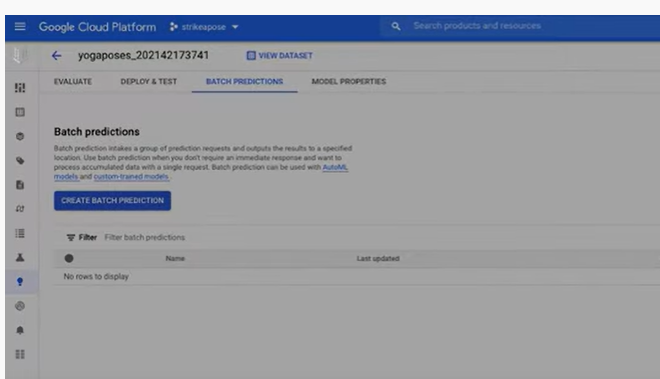 Google Cloud Platform strikeapose Search products and resources
yogaposes_202142173741 VIEW DATASET
EVALUATE DEPLOY & TEST BATCH PREDICTIONS MODEL PROPERTIES
Batch predictions
Batch prediction intakes a group of prediction requests and outputs the results to a specified
location. Use batch prediction when you don't require an immediate response and want to
process accumulated data with a single request. Batch prediction can be used with AutoML
models and custom-trained models.
CREATE BATCH PREDICTION
Filter Filter batch predictions
Name Last updated
No rows to display